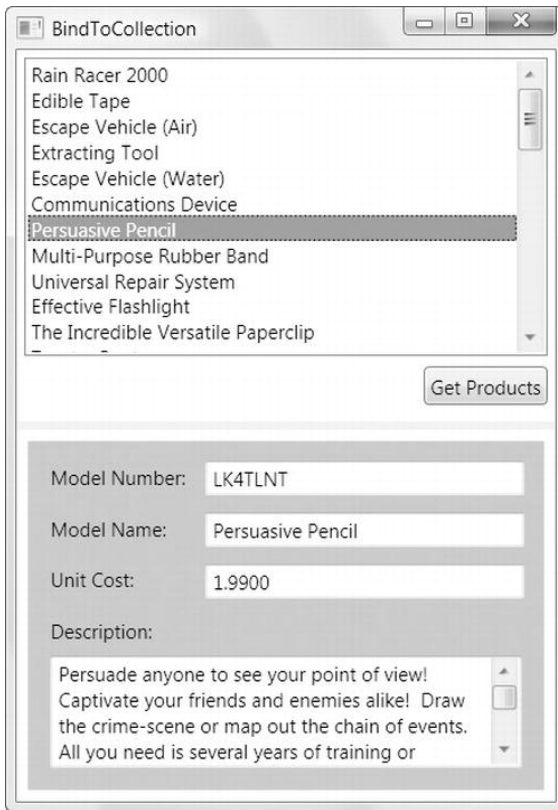 BindToCollection
Rain Racer 2000
Edible Tape
Escape Vehicle (Air)
Extracting Tool
Escape Vehicle (Water)
Communications Device
Persuasive Pencil
Multi-Purpose Rubber Band
Universal Repair System
Effective Flashlight
The Incredible Versatile Paperclip
Get Products
Model Number: LK4TLNT
Model Name: Persuasive Pencil
Unit Cost: 1.9900
Description:
Persuade anyone to see your point of view!
Captivate your friends and enemies alike!  Draw
the crime-scene or map out the chain of events.
All you need is several years of training or